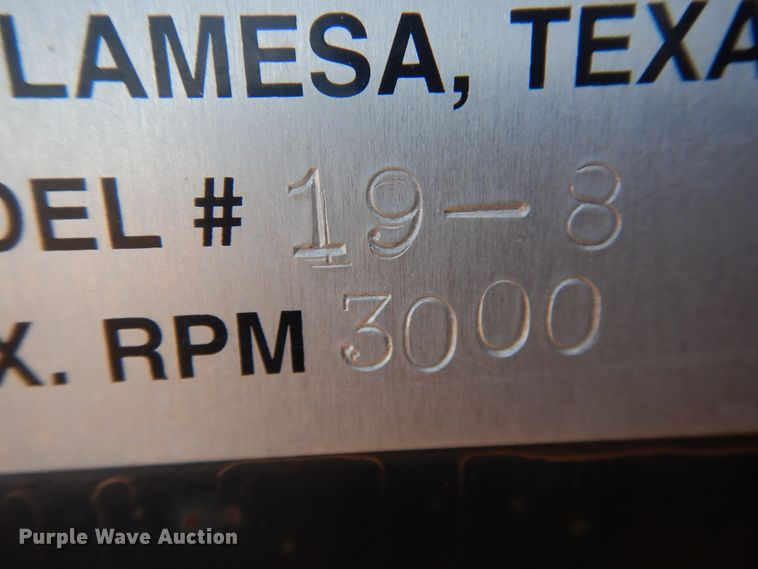 LAMESA, TEXA
DEL # 19-8
X. RPM 3000
Purple Wave Auction